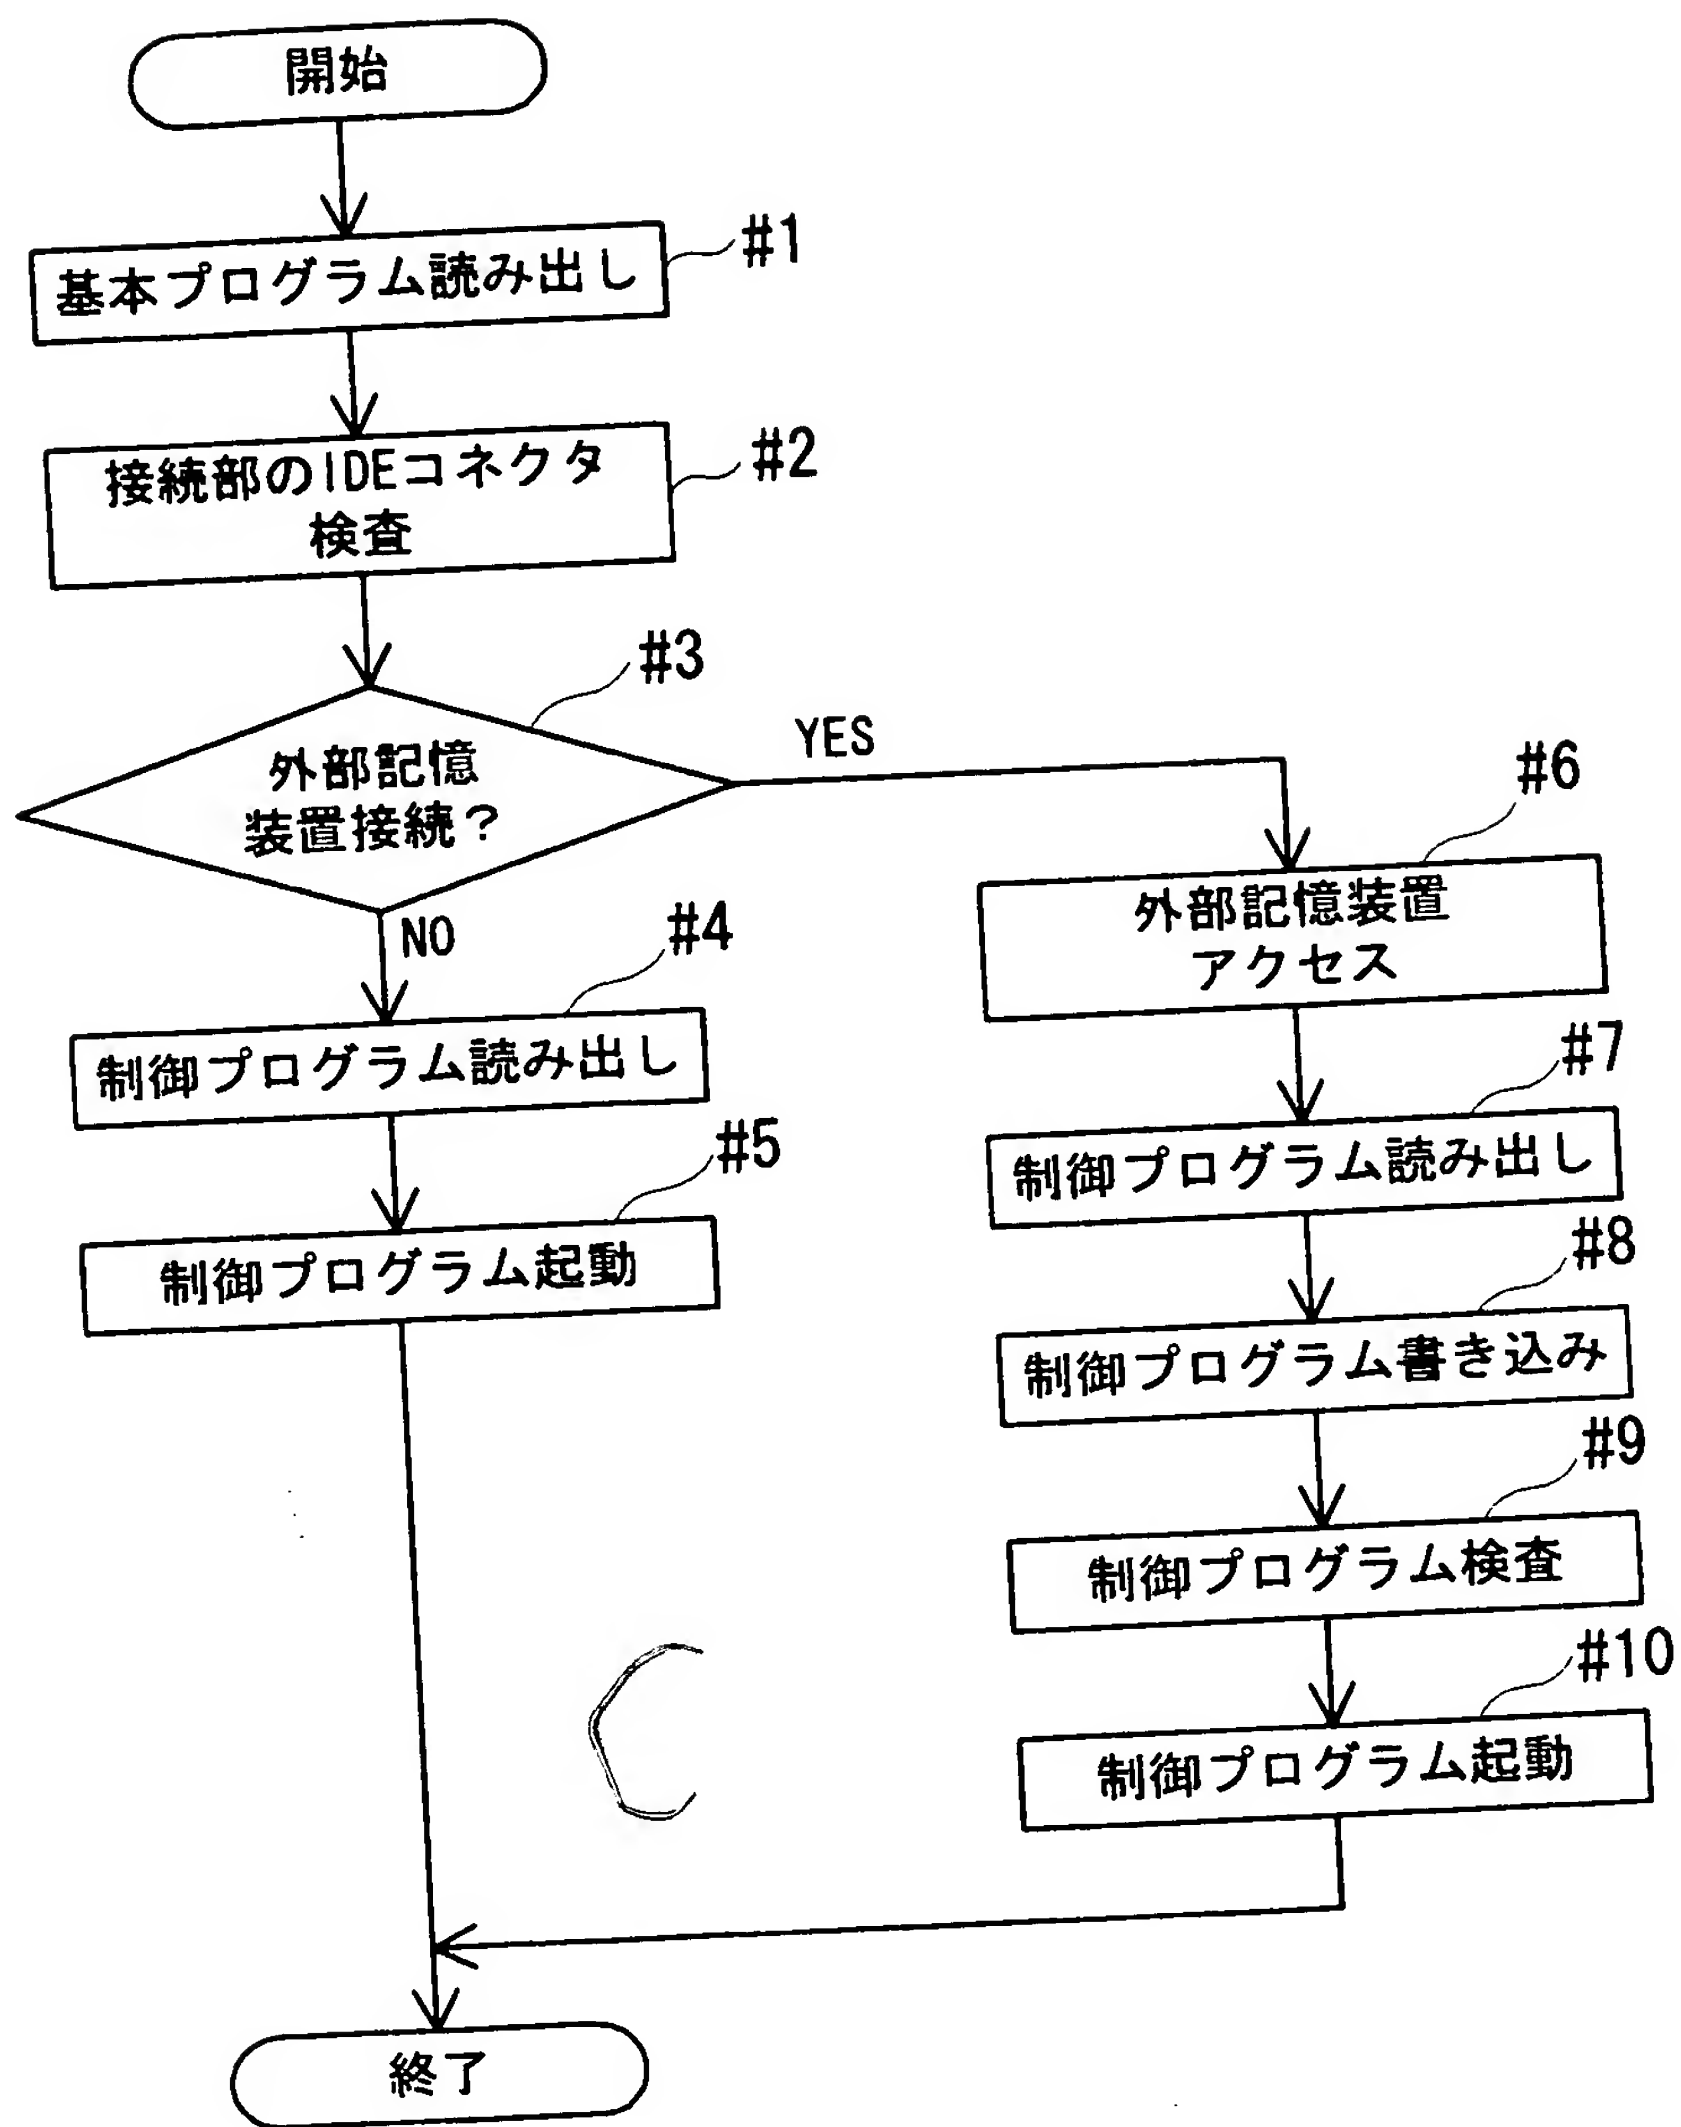 開始
#1
基本プログラム読み出し
#2
接続部のIDEコネクタ
検査
#3
外部記憶
装置接続？
YES
NO
#4
制御プログラム読み出し
#5
制御プログラム起動
#6
外部記憶装置
アクセス
#7
制御プログラム読み出し
#8
制御プログラム書き込み
#9
制御プログラム検査
#10
制御プログラム起動
終了